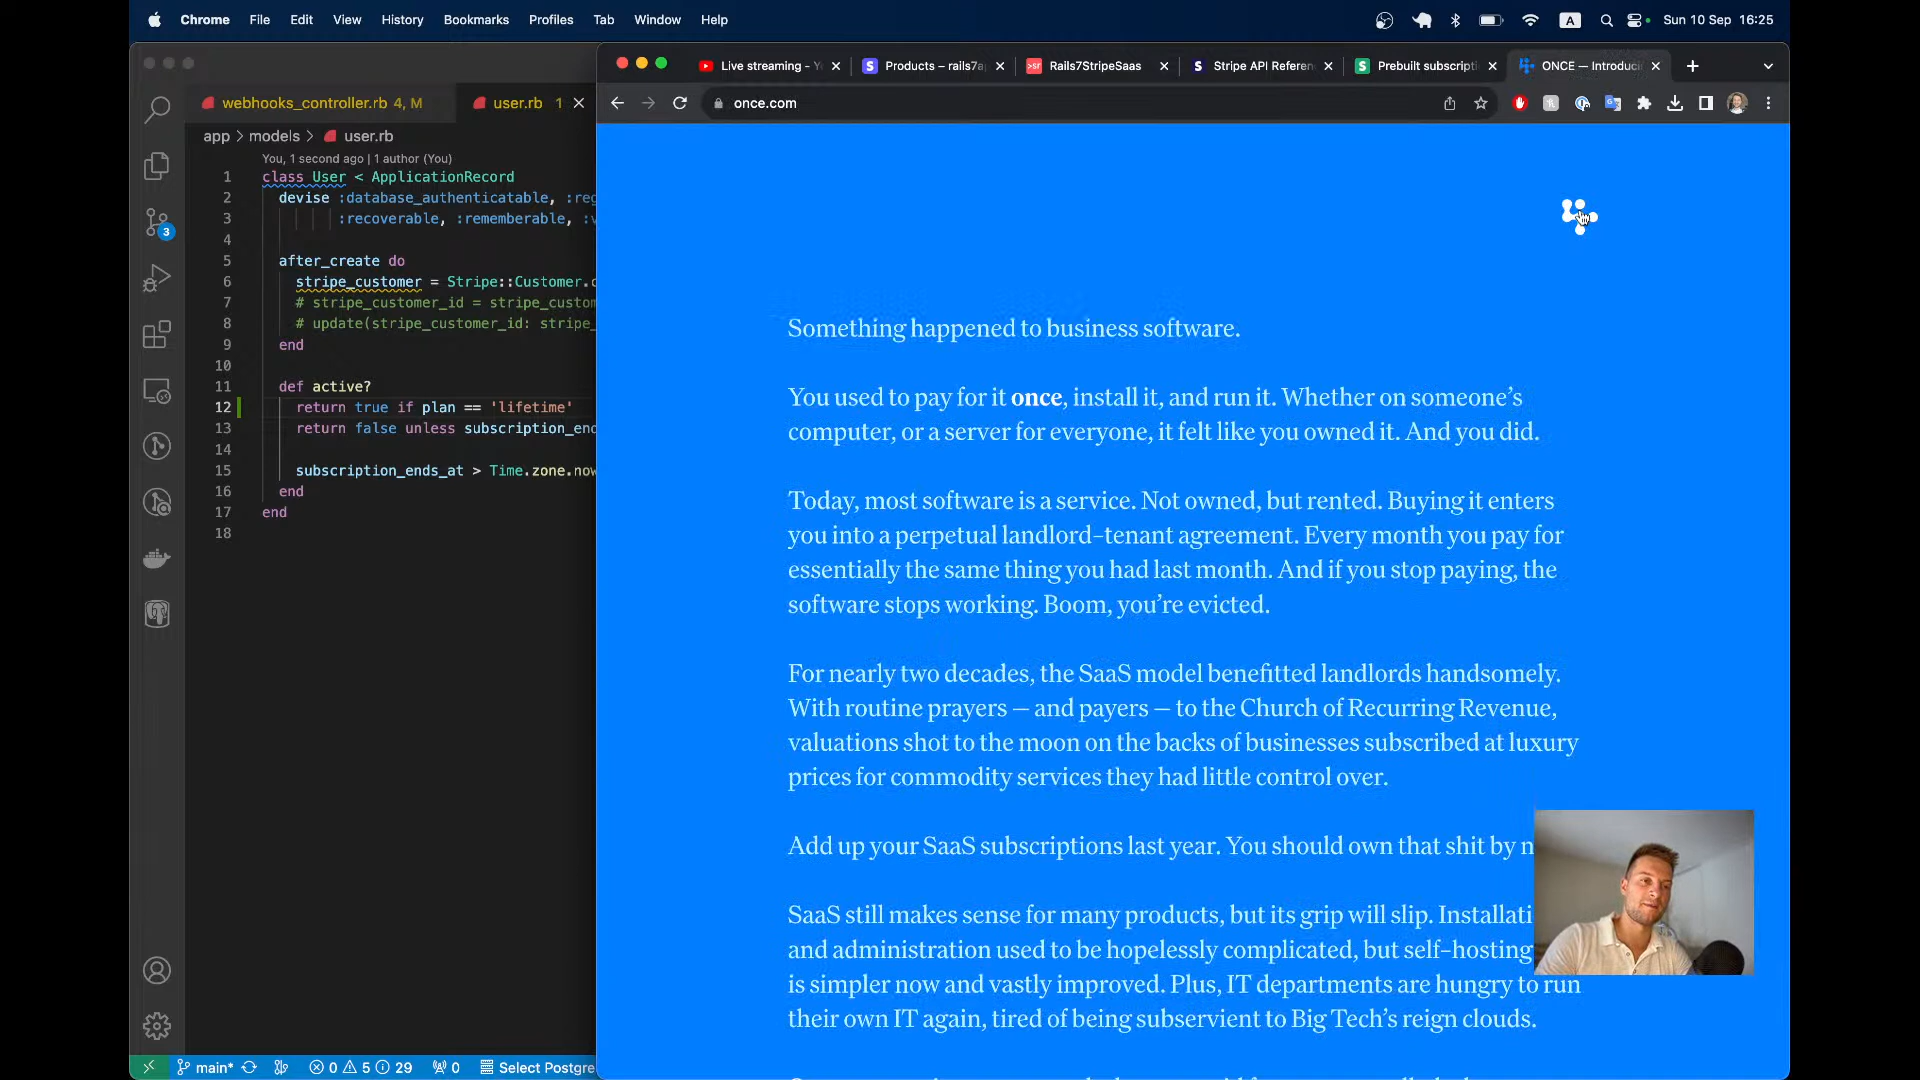 Chrome File Edit View History Bookmarks Profiles Tab Window Help A Sun 10 Sep 16:25
Live streaming - Y Products – rails7a Rails7StripeSaas Stripe API Referen Prebuilt subscripti ONCE — Introduci
once.com
webhooks_controller.rb 4, M user.rb 1
app > models > user.rb
You, 1 second ago | 1 author (You)
1 class User < ApplicationRecord
2 devise :database_authenticatable, :reg
3 :recoverable, :rememberable, :v
4
5 after_create do
6 stripe_customer = Stripe::Customer.c
7 # stripe_customer_id = stripe_custom
8 # update(stripe_customer_id: stripe_
9 end
10
11 def active?
12 return true if plan == 'lifetime'
13 return false unless subscription_end
14
15 subscription_ends_at > Time.zone.now
16 end
17 end
18
3
Something happened to business software.
You used to pay for it once, install it, and run it. Whether on someone’s
computer, or a server for everyone, it felt like you owned it. And you did.
Today, most software is a service. Not owned, but rented. Buying it enters
you into a perpetual landlord–tenant agreement. Every month you pay for
essentially the same thing you had last month. And if you stop paying, the
software stops working. Boom, you’re evicted.
For nearly two decades, the SaaS model benefitted landlords handsomely.
With routine prayers — and payers — to the Church of Recurring Revenue,
valuations shot to the moon on the backs of businesses subscribed at luxury
prices for commodity services they had little control over.
Add up your SaaS subscriptions last year. You should own that shit by n
SaaS still makes sense for many products, but its grip will slip. Installati
and administration used to be hopelessly complicated, but self-hosting
is simpler now and vastly improved. Plus, IT departments are hungry to run
their own IT again, tired of being subservient to Big Tech’s reign clouds.
main* 0 5 29 0 Select Postgre